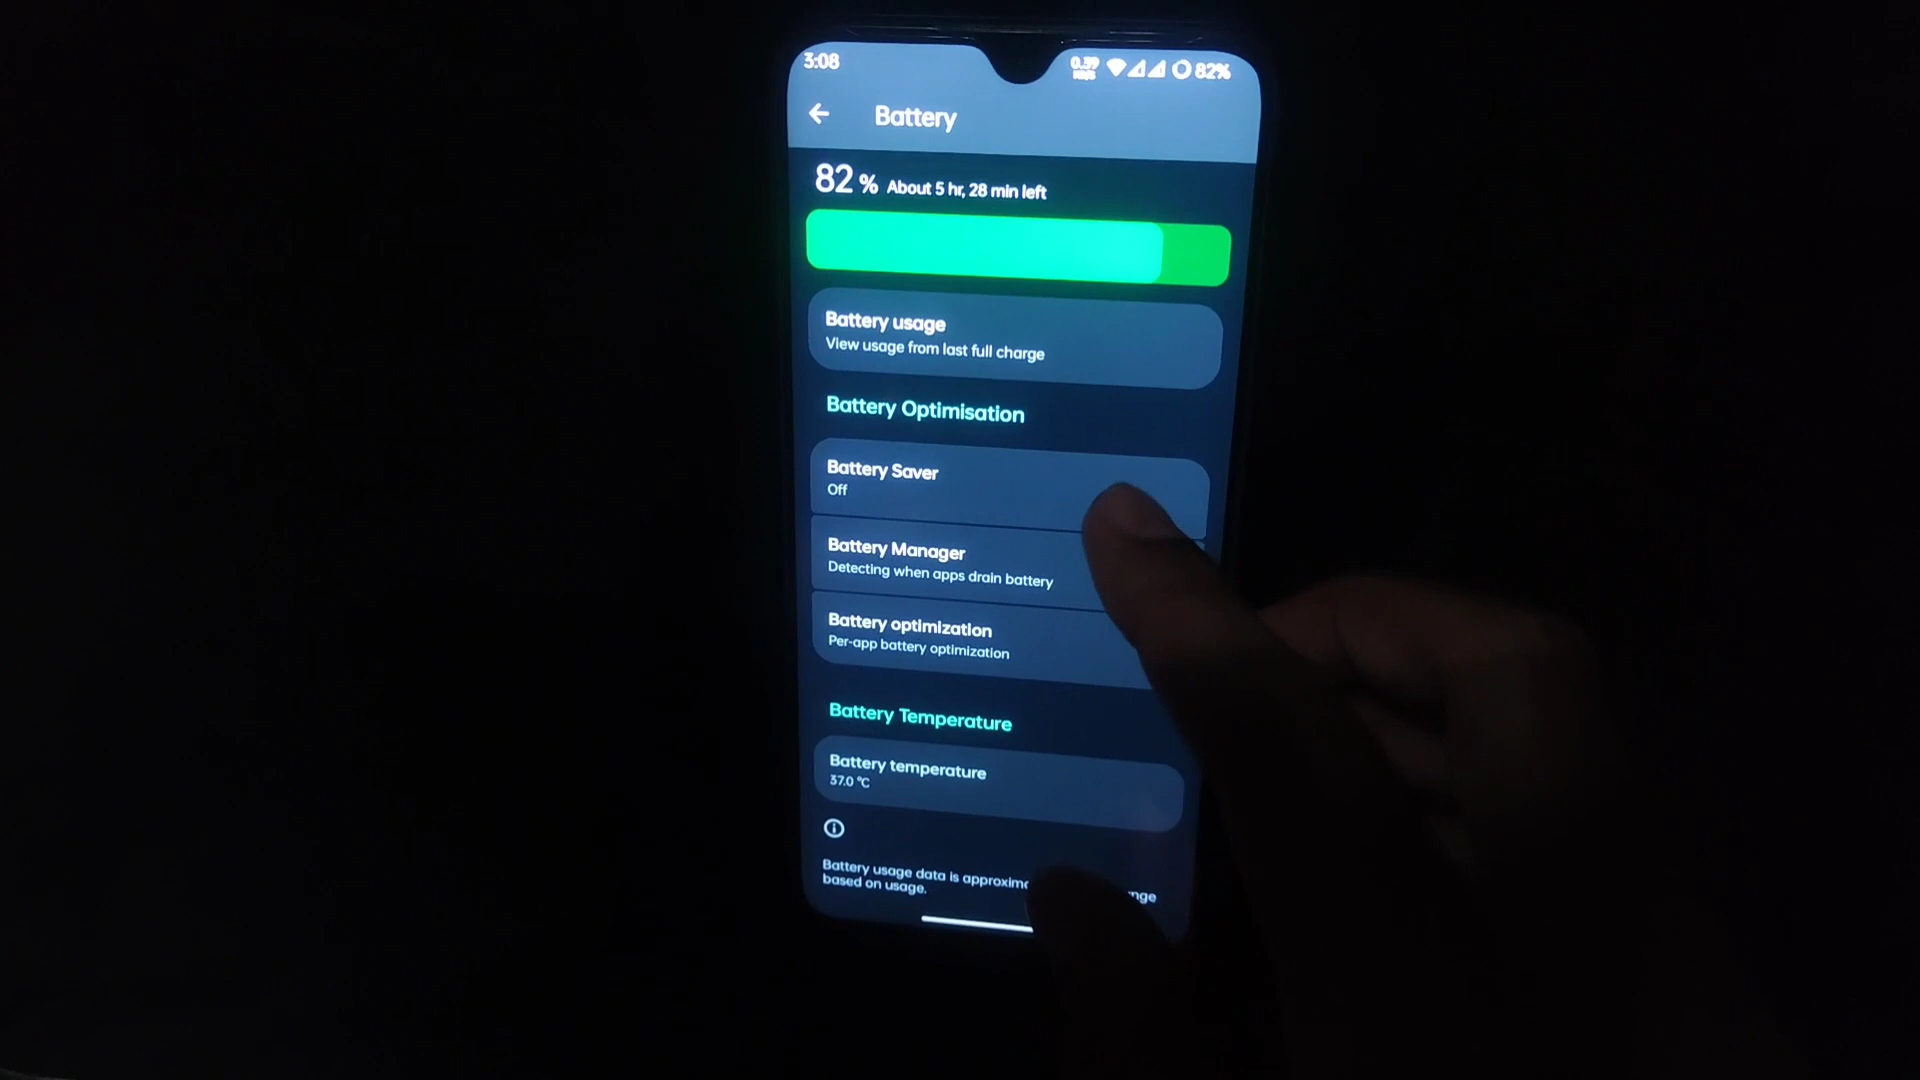 3:08
0.39
82%
Battery
82 % About 5 hr, 28 min left
Battery usage
View usage from last full charge
Battery Optimisation
Battery Saver
Off
Battery Manager
Detecting when apps drain battery
Battery optimization
Per-app battery optimization
Battery Temperature
Battery temperature
37.0 °C
Battery usage data is
based on usage.